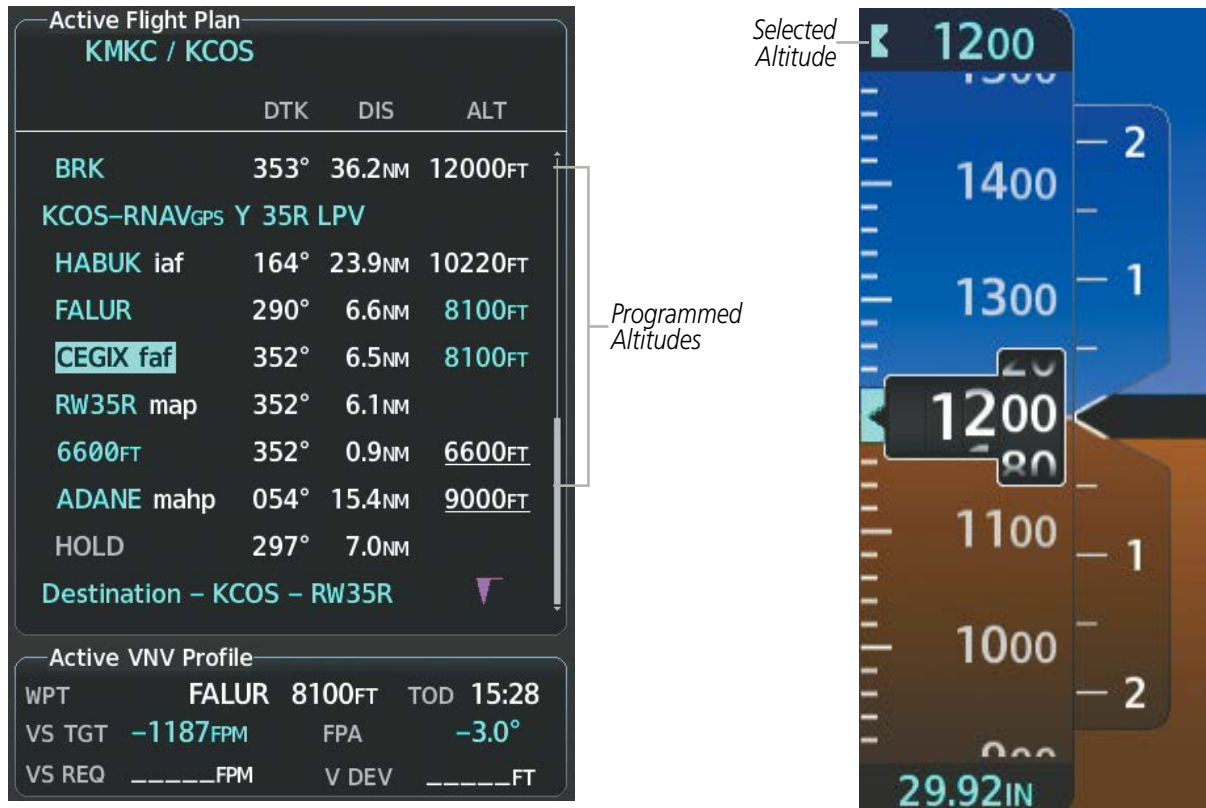 Active Flight Plan
KMKC / KCOS
DTK DIS ALT
BRK 353° 36.2NM 12000FT
KCOS–RNAVGPS Y 35R LPV
HABUK iaf 164° 23.9NM 10220FT
FALUR 290° 6.6NM 8100FT
CEGIX faf 352° 6.5NM 8100FT
RW35R map 352° 6.1NM
6600FT 352° 0.9NM 6600FT
ADANE mahp 054° 15.4NM 9000FT
HOLD 297° 7.0NM
Destination – KCOS – RW35R
Active VNV Profile
WPT FALUR 8100FT TOD 15:28
VS TGT –1187FPM FPA –3.0°
VS REQ _____FPM V DEV _____FT
Programmed
Altitudes
Selected
Altitude
1200
1400
1300
1200
80
1100
1000
29.92IN
2
1
1
2